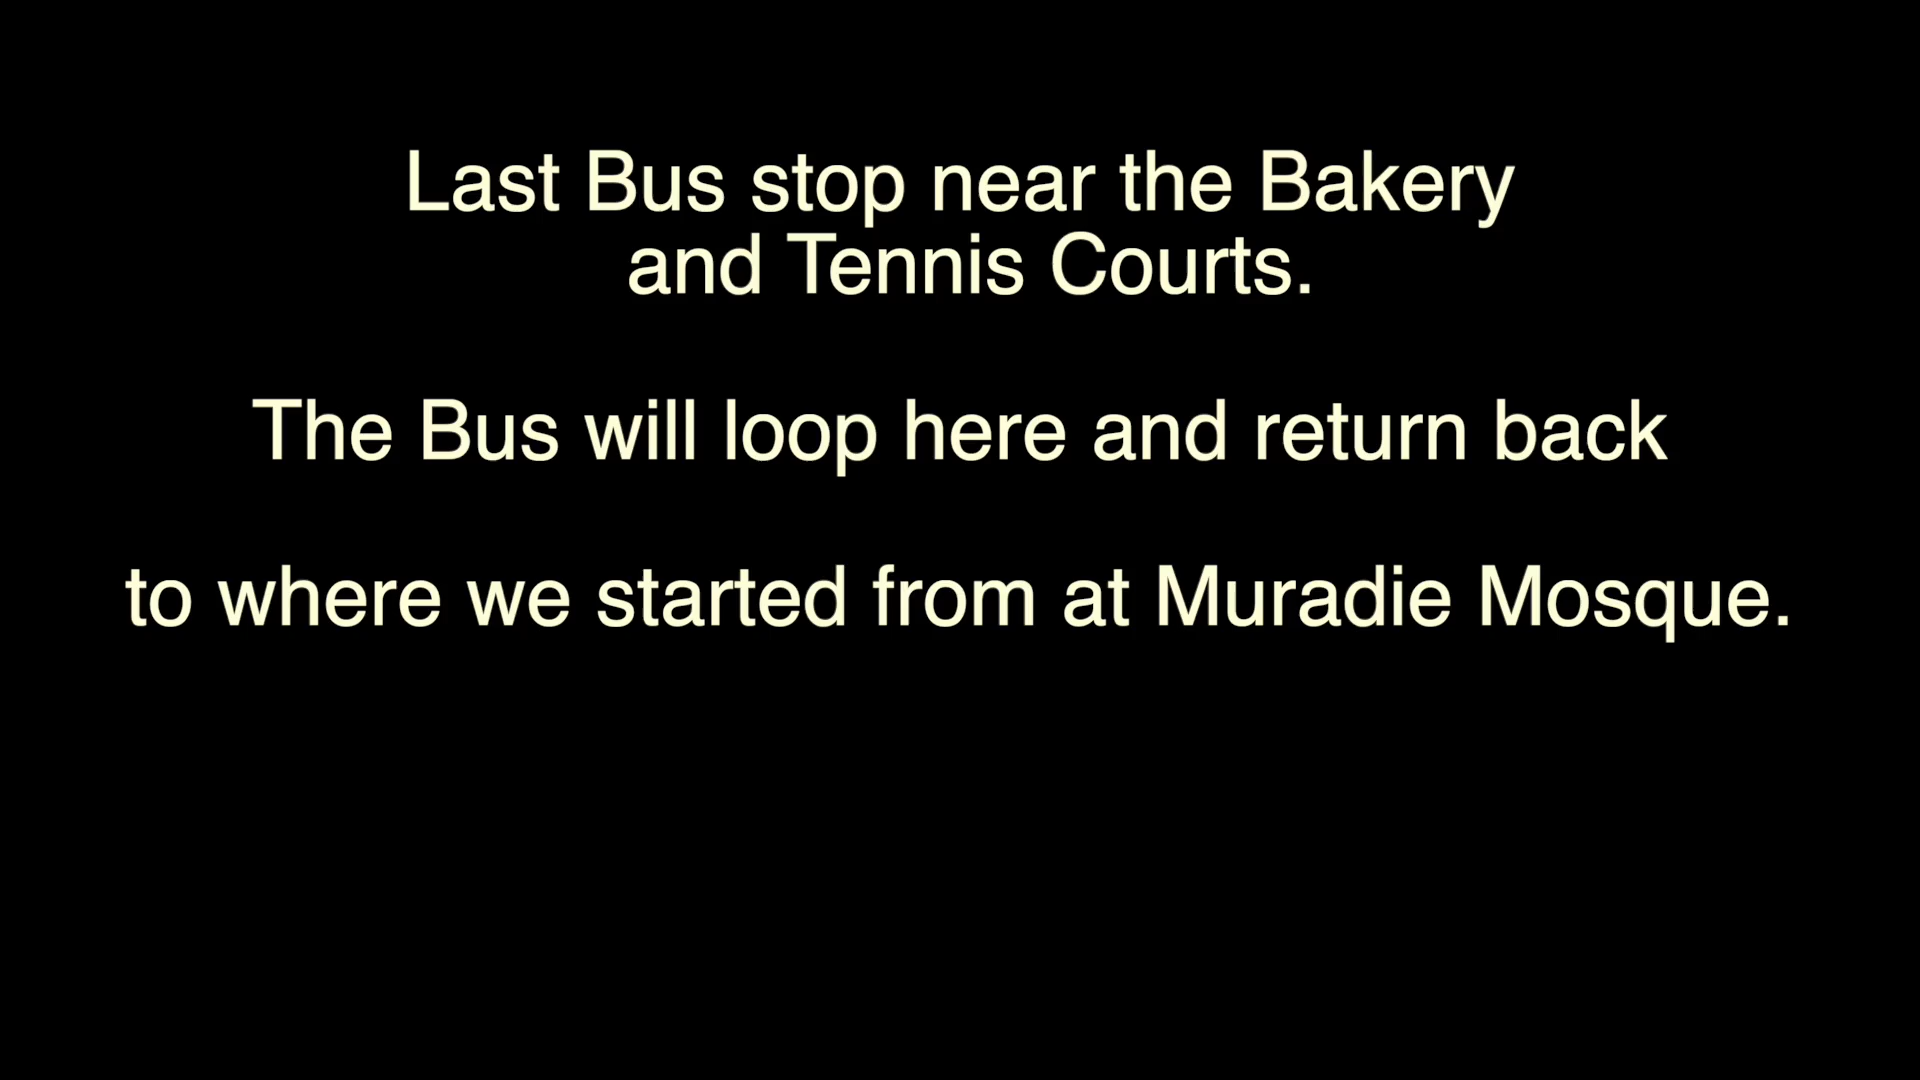 Last Bus stop near the Bakery
and Tennis Courts.
The Bus will loop here and return back
to where we started from at Muradie Mosque.